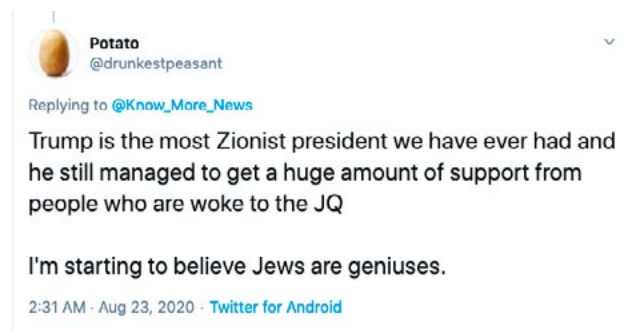 Potato
@drunkestpeasant
Replying to @Know_More_News
Trump is the most Zionist president we have ever had and
he still managed to get a huge amount of support from
people who are woke to the JQ
I'm starting to believe Jews are geniuses.
2:31 AM · Aug 23, 2020 · Twitter for Android